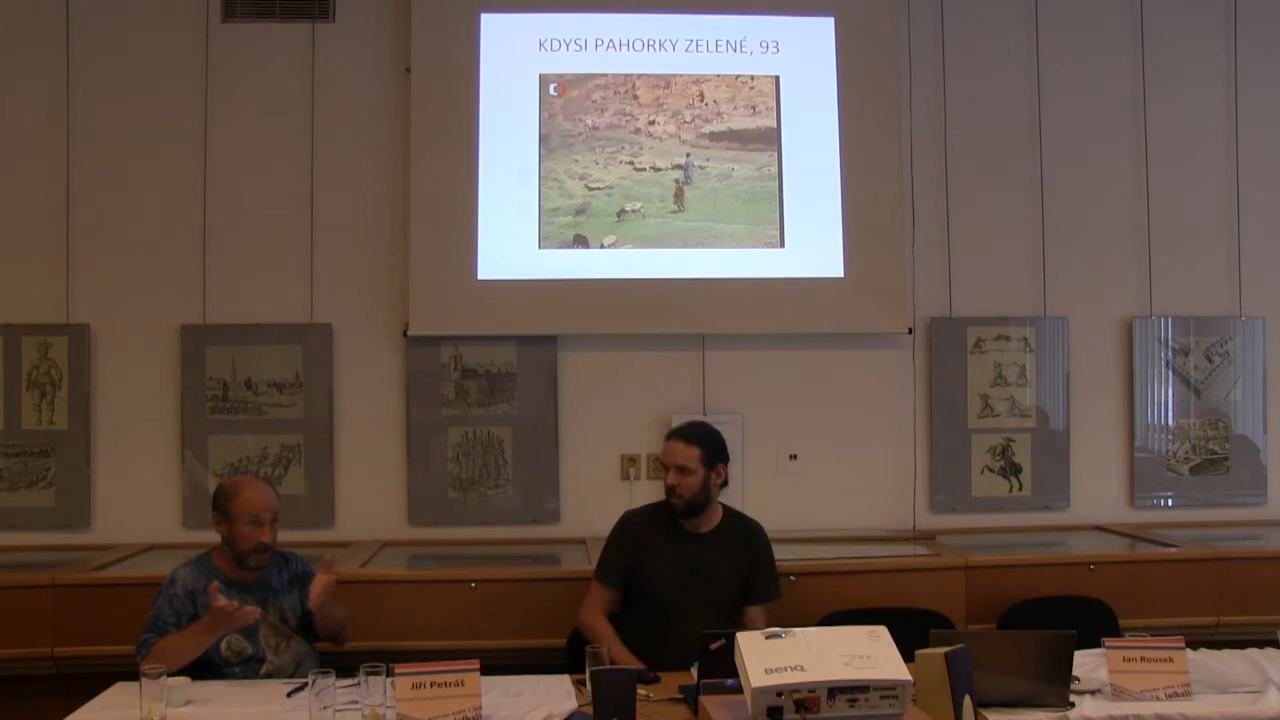 KDYSI PAHORKY ZELENÉ, 93
BenQ
Jiří Petráš
Jan Rousek